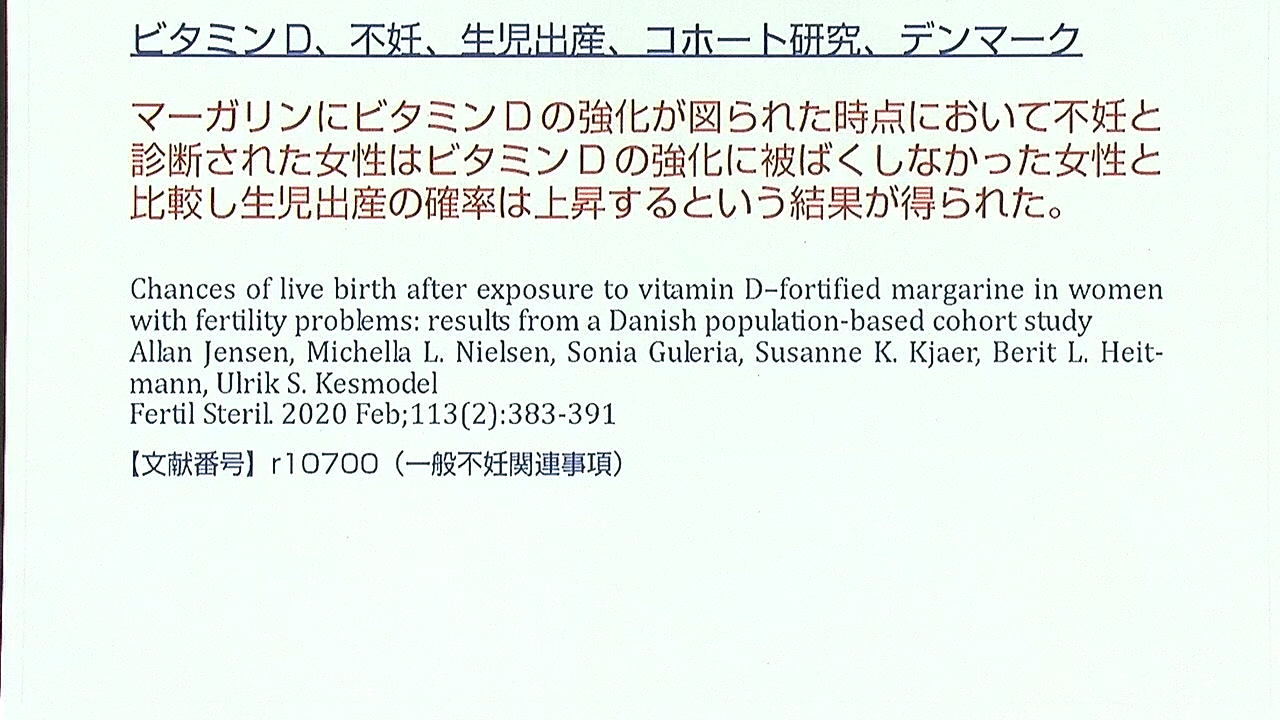 ビタミンD、不妊、生児出産、コホート研究、デンマーク
マーガリンにビタミンDの強化が図られた時点において不妊と
診断された女性はビタミンDの強化に被ばくしなかった女性と
比較し生児出産の確率は上昇するという結果が得られた。
Chances of live birth after exposure to vitamin D–fortified margarine in women
with fertility problems: results from a Danish population-based cohort study
Allan Jensen, Michella L. Nielsen, Sonia Guleria, Susanne K. Kjaer, Berit L. Heit-
mann, Ulrik S. Kesmodel
Fertil Steril. 2020 Feb;113(2):383-391
【文献番号】r10700（一般不妊関連事項）